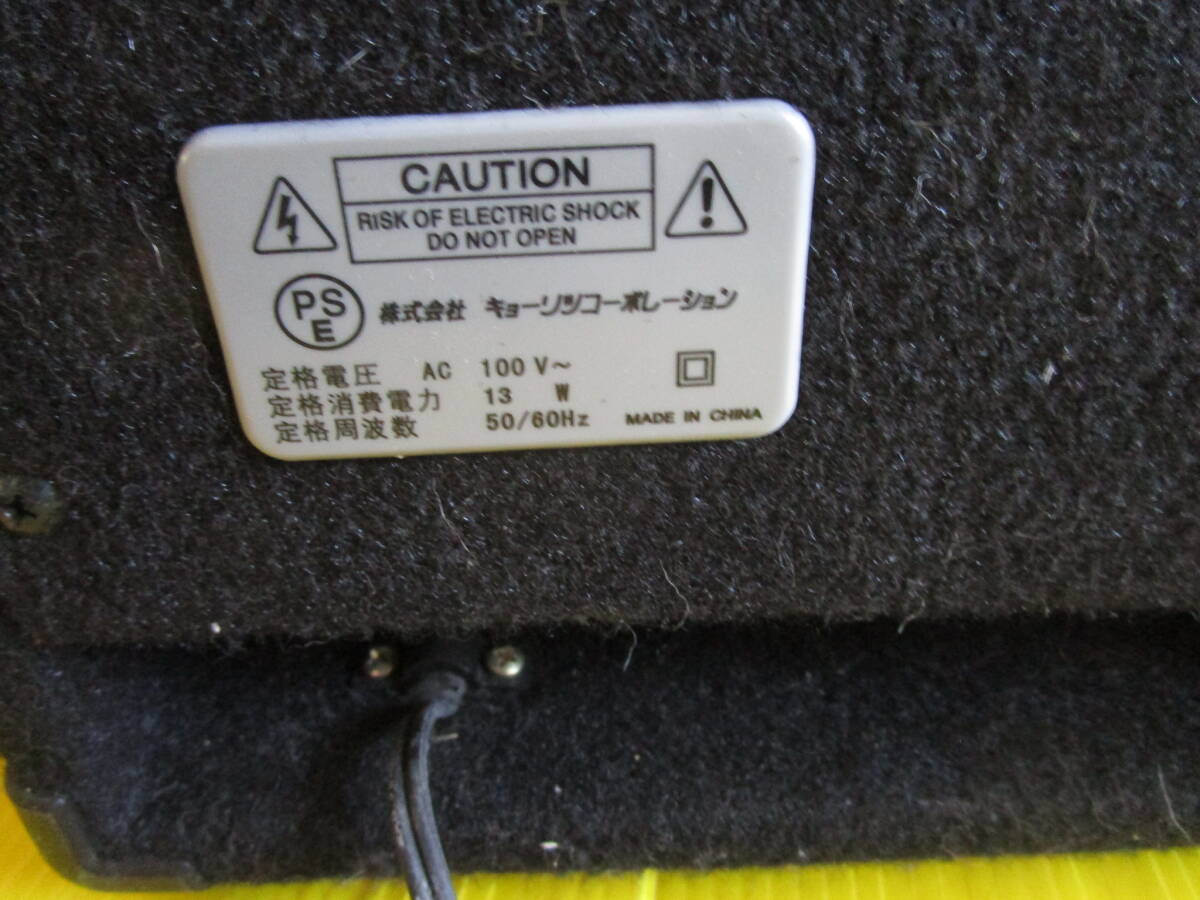 CAUTION
RISK OF ELECTRIC SHOCK
DO NOT OPEN
PS
E
株式会社 キョーリツコーポレーション
定格電圧 AC 100 V~
定格消費電力 13 W
定格周波数 50/60Hz
MADE IN CHINA